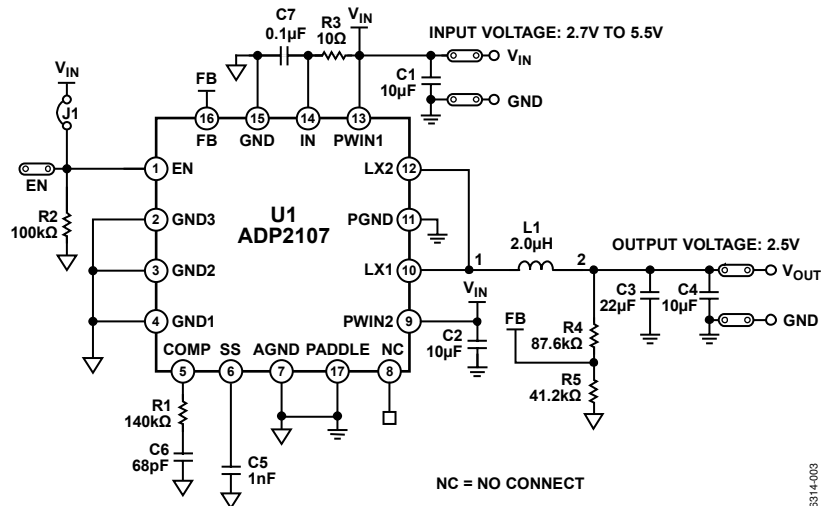 C7
0.1µF
R3
10Ω
VIN
INPUT VOLTAGE: 2.7V TO 5.5V
VIN
C1
10µF
GND
FB
16
15
14
13
FB
GND
IN
PWIN1
VIN
J1
1
EN
EN
LX2
12
R2
100kΩ
2
GND3
PGND
11
U1
ADP2107
3
GND2
LX1
10
1
L1
2.0µH
2
OUTPUT VOLTAGE: 2.5V
VOUT
C3
22µF
C4
10µF
GND
4
GND1
PWIN2
9
VIN
C2
10µF
FB
R4
87.6kΩ
R5
41.2kΩ
COMP
SS
AGND
PADDLE
NC
5
6
7
17
8
R1
140kΩ
C6
68pF
C5
1nF
NC = NO CONNECT